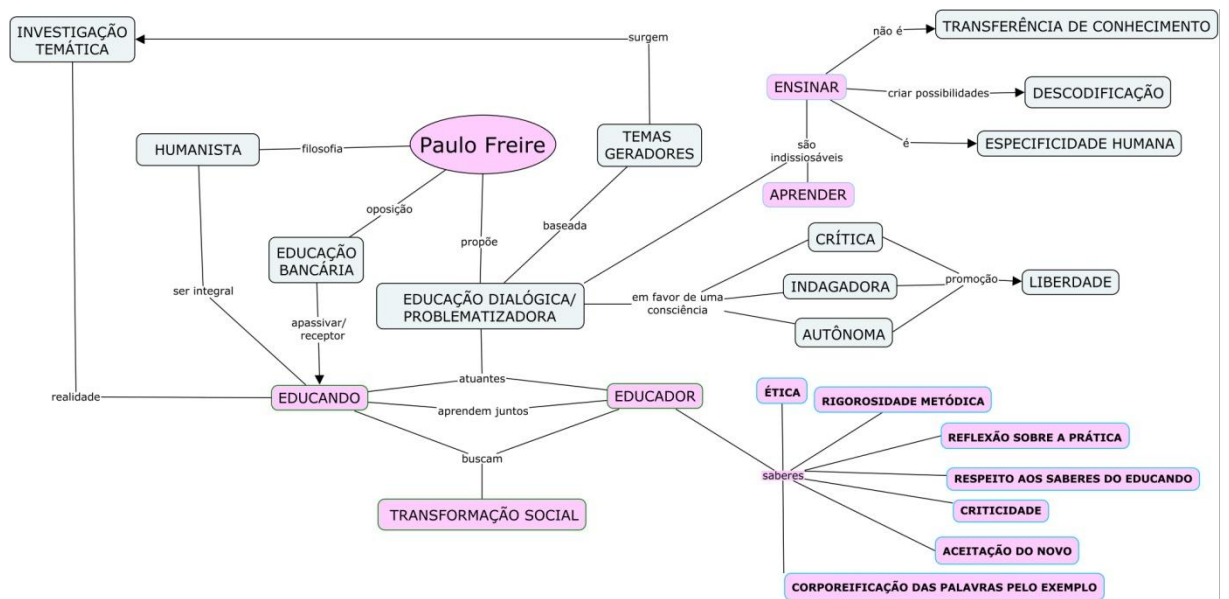 INVESTIGAÇÃO
TEMÁTICA
surgem
não é
TRANSFERÊNCIA DE CONHECIMENTO
ENSINAR
criar possibilidades
DESCODIFICAÇÃO
é
ESPECIFICIDADE HUMANA
HUMANISTA
filosofia
Paulo Freire
TEMAS
GERADORES
são
indissiosáveis
APRENDER
oposição
propõe
baseada
EDUCAÇÃO
BANCÁRIA
CRÍTICA
ser integral
EDUCAÇÃO DIALÓGICA/
PROBLEMATIZADORA
em favor de uma
consciência
INDAGADORA
promoção
LIBERDADE
AUTÔNOMA
apassivar/
receptor
atuantes
realidade
EDUCANDO
aprendem juntos
EDUCADOR
buscam
TRANSFORMAÇÃO SOCIAL
ÉTICA
RIGOROSIDADE METÓDICA
REFLEXÃO SOBRE A PRÁTICA
saberes
RESPEITO AOS SABERES DO EDUCANDO
CRITICIDADE
ACEITAÇÃO DO NOVO
CORPOREIFICAÇÃO DAS PALAVRAS PELO EXEMPLO